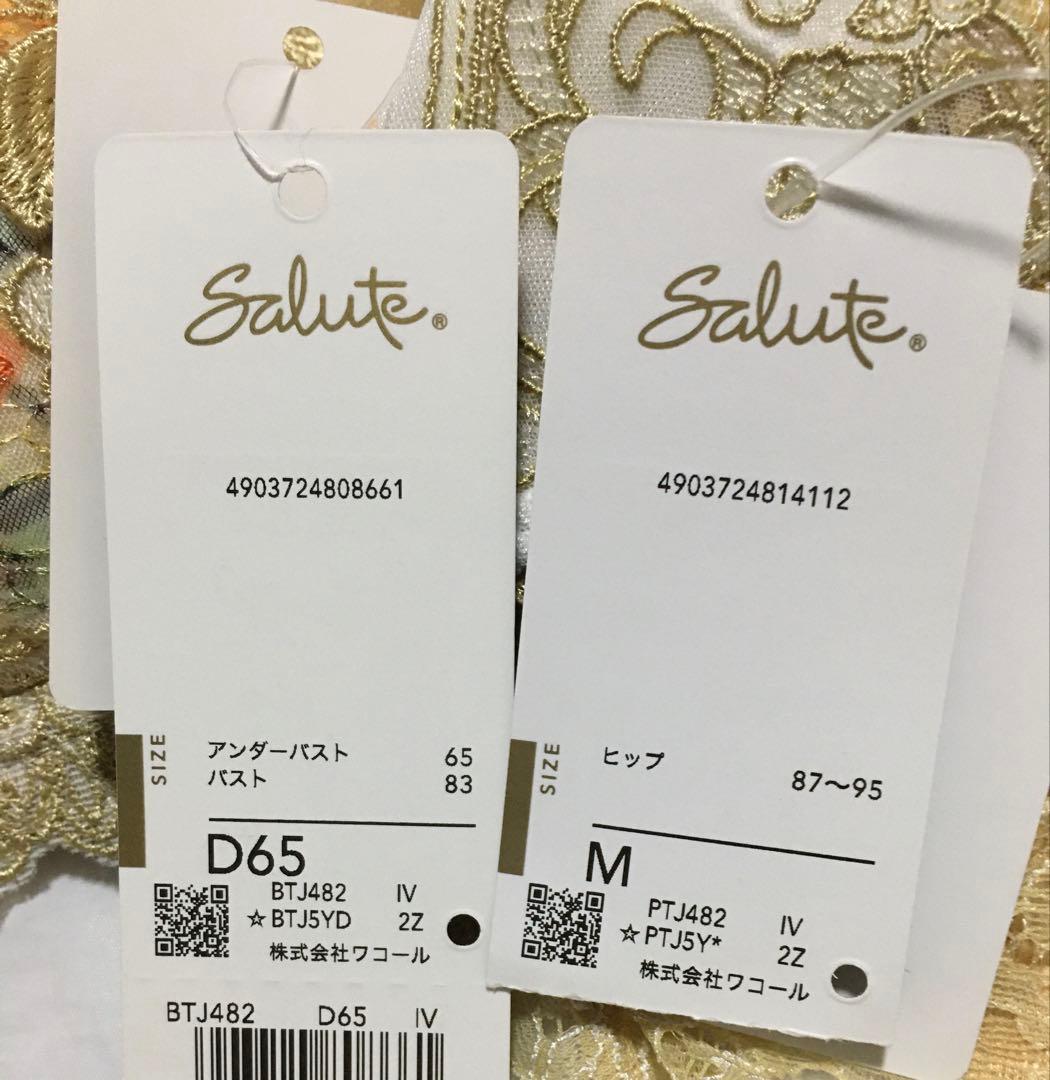 Salute®
4903724808661
SIZE
アンダーバスト 65
バスト 83
D65
BTJ482 IV
☆BTJ5YD 2Z
株式会社ワコール
BTJ482 D65 IV
Salute®
4903724814112
SIZE
ヒップ 87〜95
M
PTJ482 IV
☆PTJ5Y* 2Z
株式会社ワコール